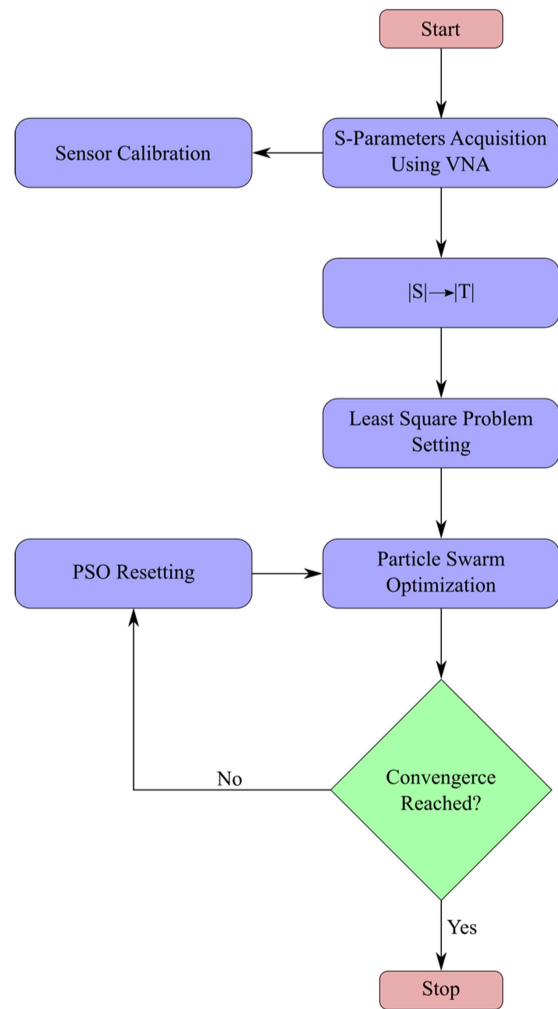 Start
Sensor Calibration
S-Parameters Acquisition
Using VNA
|S|→|T|
Least Square Problem
Setting
PSO Resetting
Particle Swarm
Optimization
No
Convengerce
Reached?
Yes
Stop